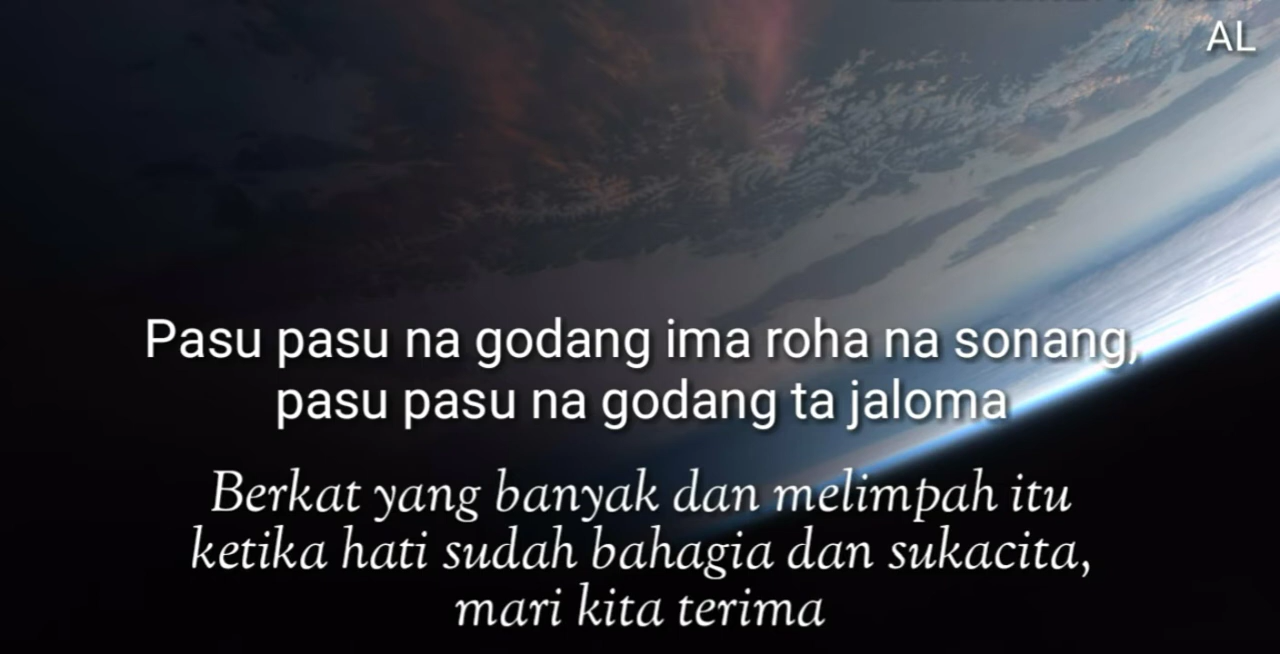 AL
Pasu pasu na godang ima roha na sonang,
pasu pasu na godang ta jaloma
Berkat yang banyak dan melimpah itu
ketika hati sudah bahagia dan sukacita,
mari kita terima